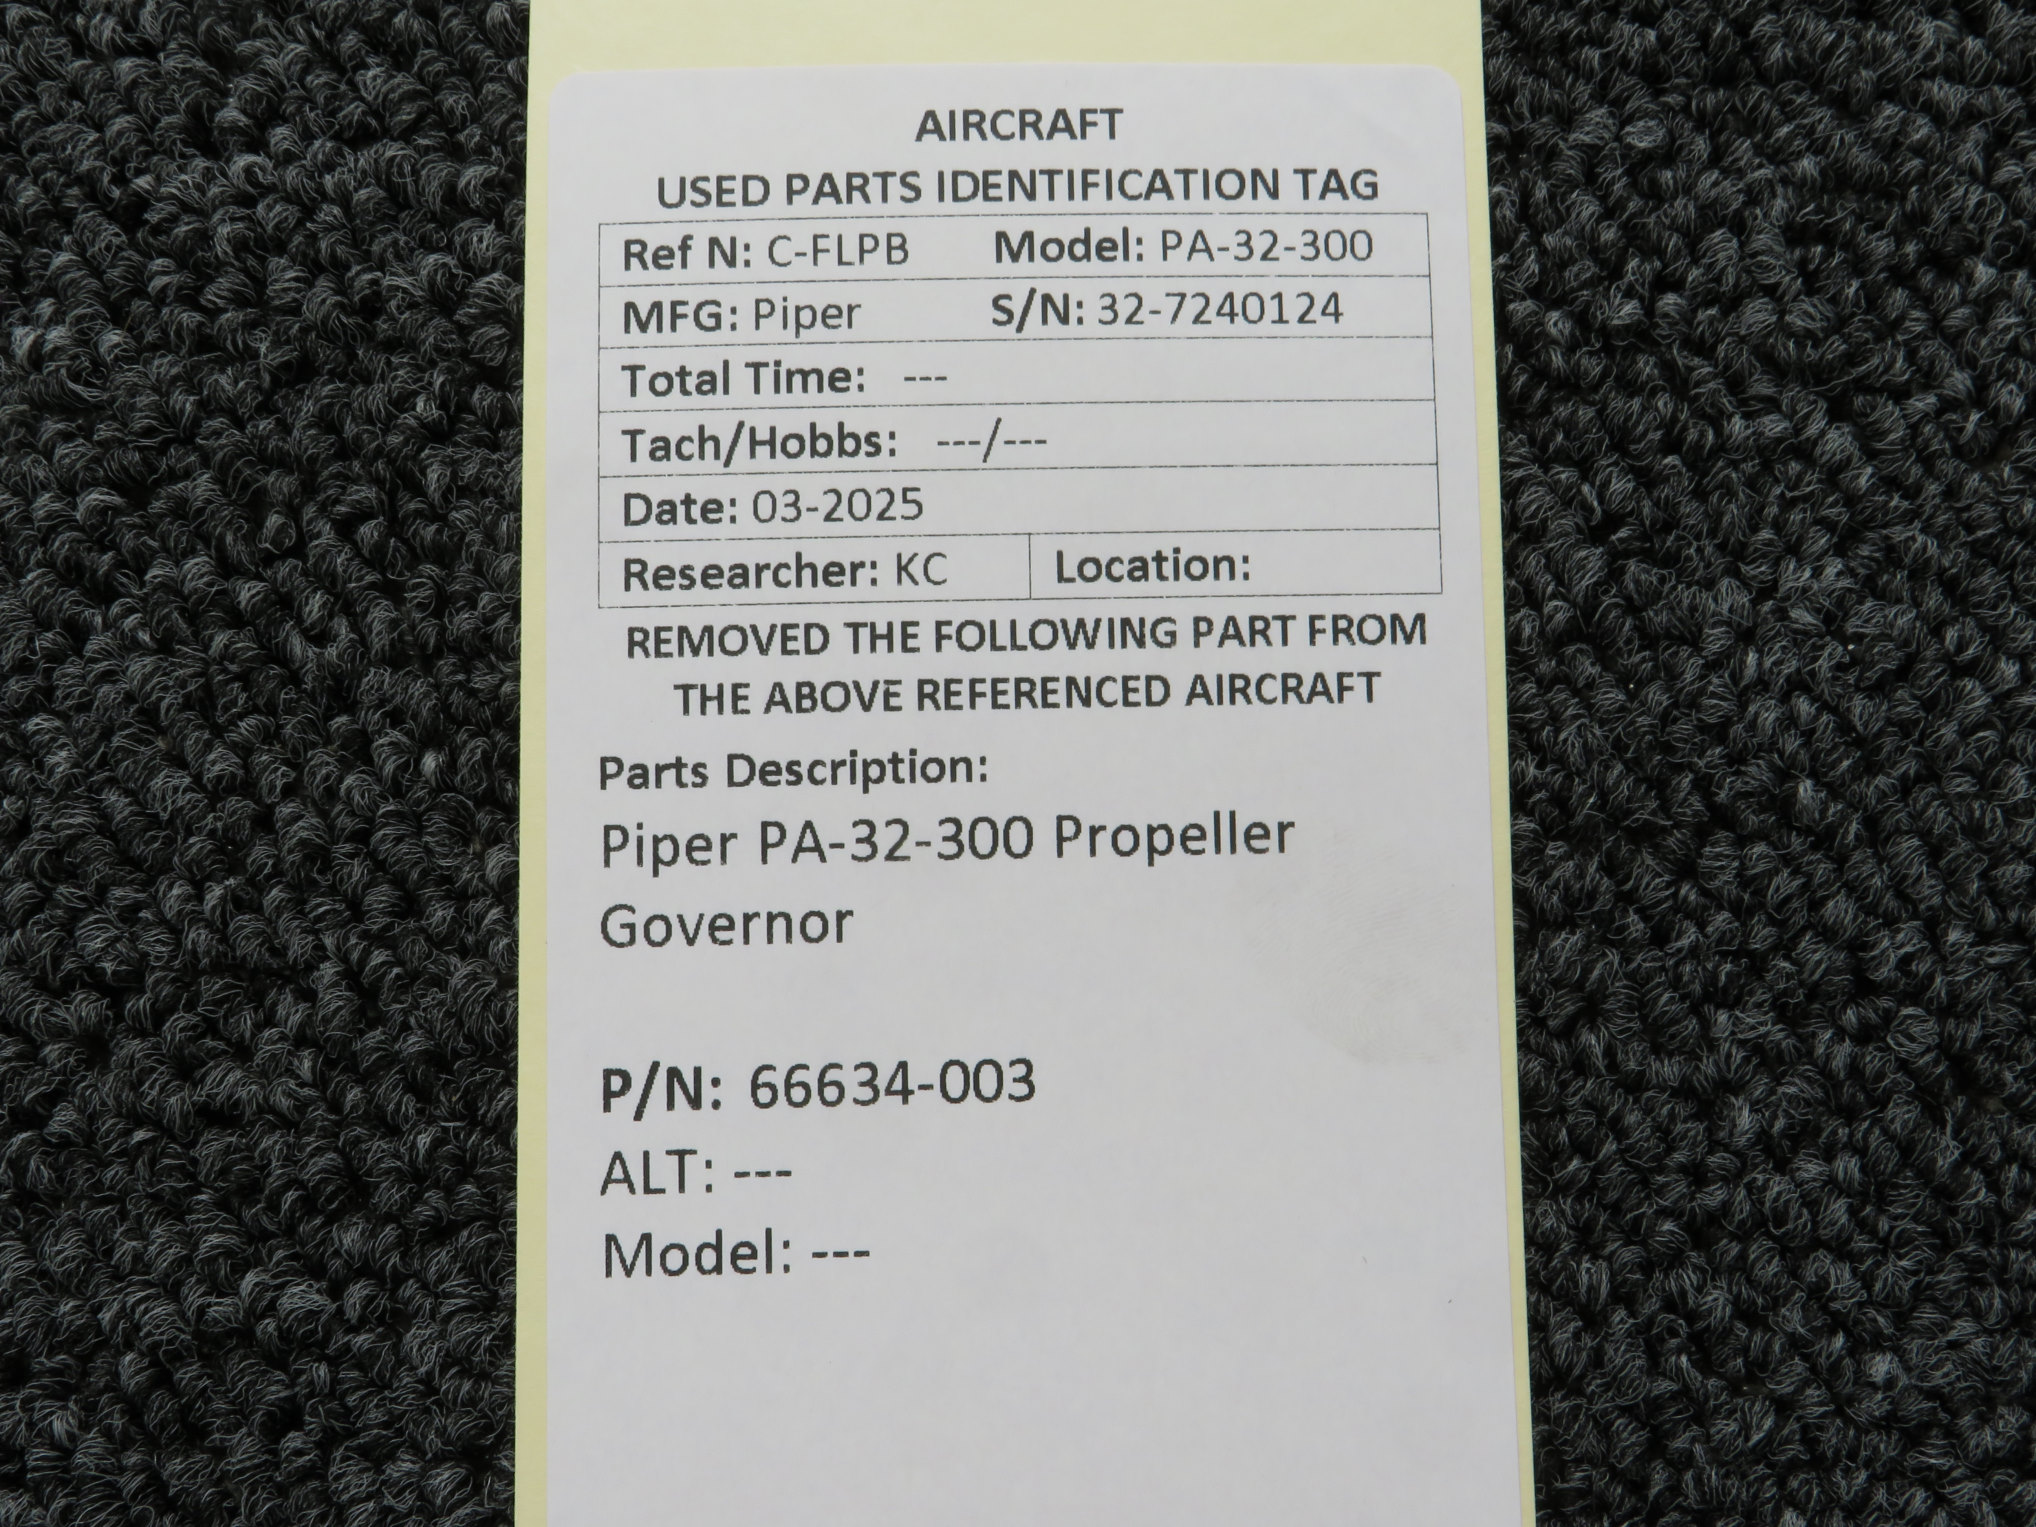 AIRCRAFT
USED PARTS IDENTIFICATION TAG
Ref N: C-FLPB Model: PA-32-300
MFG: Piper S/N: 32-7240124
Total Time: ---
Tach/Hobbs: ---/---
Date: 03-2025
Researcher: KC Location:
REMOVED THE FOLLOWING PART FROM
THE ABOVE REFERENCED AIRCRAFT
Parts Description:
Piper PA-32-300 Propeller
Governor
P/N: 66634-003
ALT: ---
Model: ---